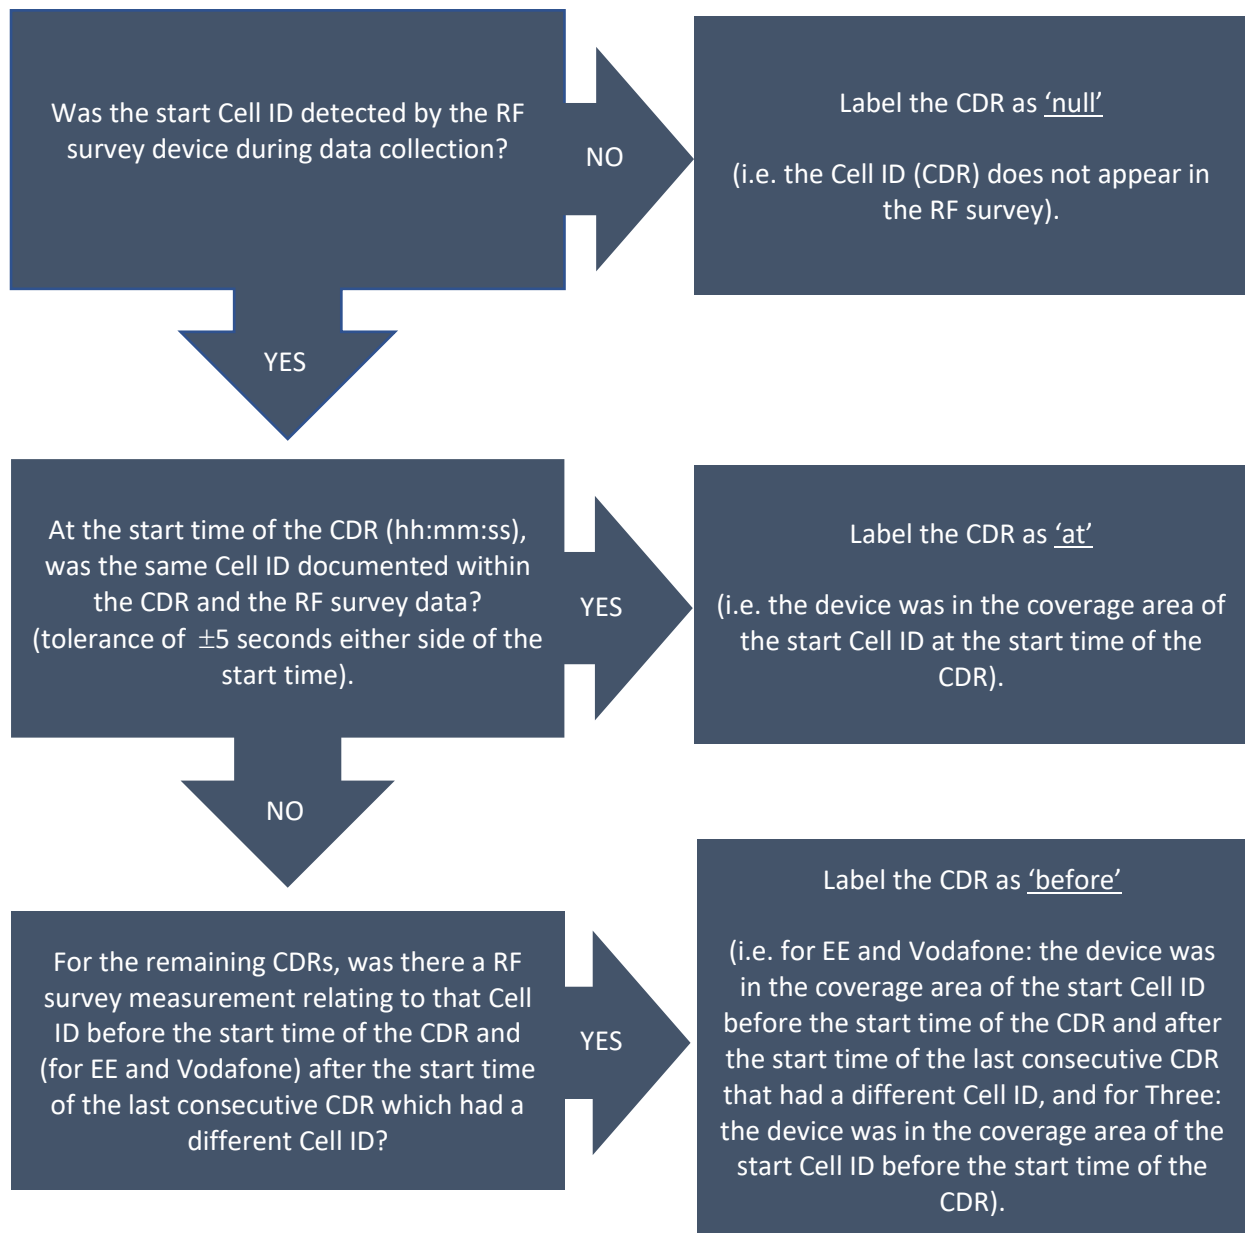 Was the start Cell ID detected by the RF
survey device during data collection?
NO
Label the CDR as ‘null’
(i.e. the Cell ID (CDR) does not appear in
the RF survey).
YES
At the start time of the CDR (hh:mm:ss),
was the same Cell ID documented within
the CDR and the RF survey data?
(tolerance of ±5 seconds either side of the
start time).
YES
Label the CDR as ‘at’
(i.e. the device was in the coverage area of
the start Cell ID at the start time of the
CDR).
NO
For the remaining CDRs, was there a RF
survey measurement relating to that Cell
ID before the start time of the CDR and
(for EE and Vodafone) after the start time
of the last consecutive CDR which had a
different Cell ID?
YES
Label the CDR as ‘before’
(i.e. for EE and Vodafone: the device was
in the coverage area of the start Cell ID
before the start time of the CDR and after
the start time of the last consecutive CDR
that had a different Cell ID, and for Three:
the device was in the coverage area of the
start Cell ID before the start time of the
CDR).